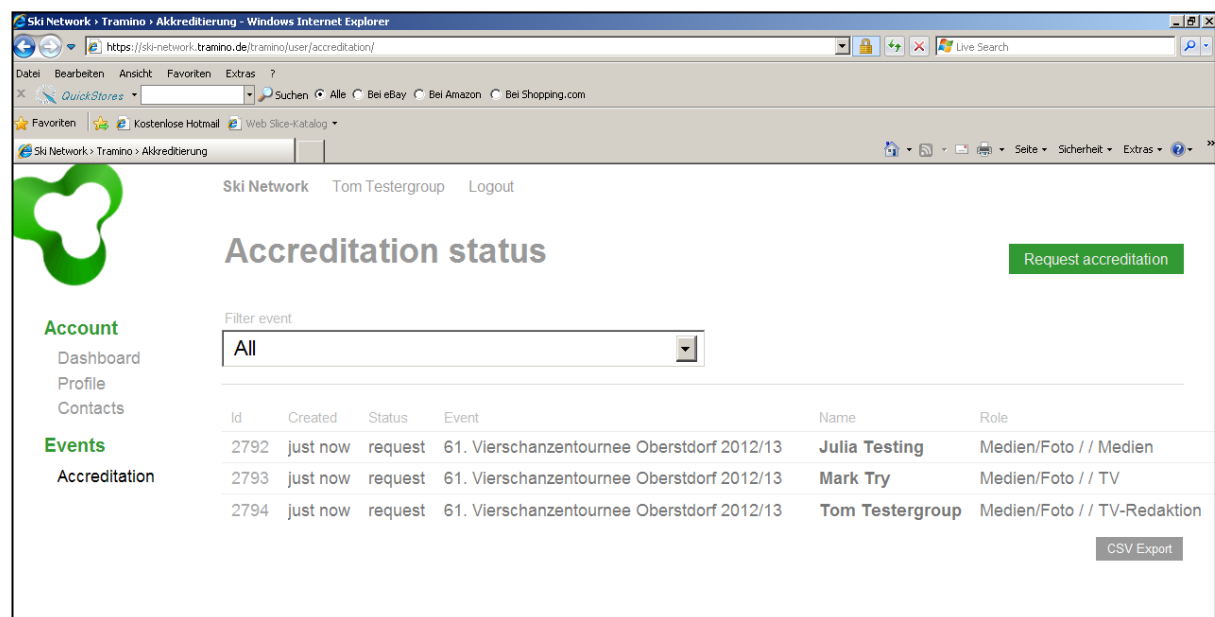 Ski Network › Tramino › Akkreditierung - Windows Internet Explorer
https://ski-network.tramino.de/tramino/user/accreditation/ Live Search
Datei Bearbeiten Ansicht Favoriten Extras ?
x QuickStores Suchen Alle Bei eBay Bei Amazon Bei Shopping.com
Favoriten Kostenlose Hotmail Web Slice-Katalog
Ski Network › Tramino › Akkreditierung Seite Sicherheit Extras »
Ski Network Tom Testergroup Logout
Accreditation status
Request accreditation
Account
Dashboard
Profile
Contacts
Events
Accreditation
Filter event
All
Id Created Status Event Name Role
2792 just now request 61. Vierschanzentournee Oberstdorf 2012/13 Julia Testing Medien/Foto / / Medien
2793 just now request 61. Vierschanzentournee Oberstdorf 2012/13 Mark Try Medien/Foto / / TV
2794 just now request 61. Vierschanzentournee Oberstdorf 2012/13 Tom Testergroup Medien/Foto / / TV-Redaktion
CSV Export